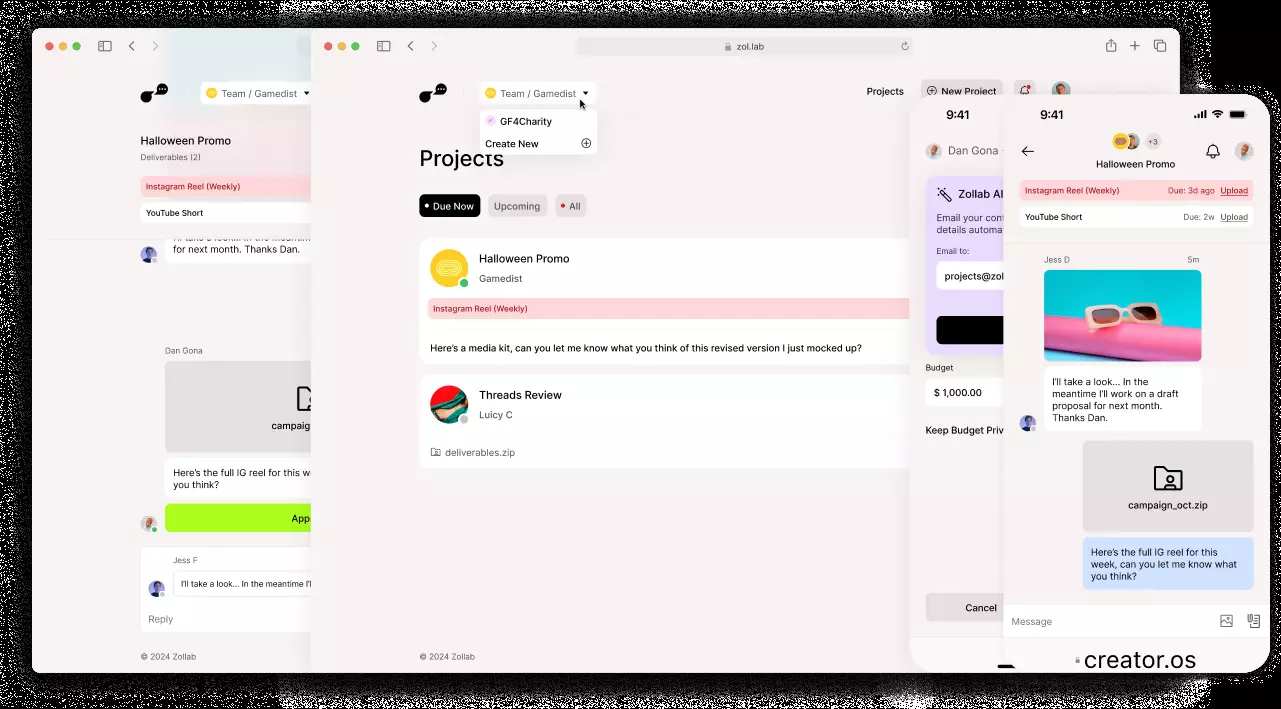 Team / Gamedist
Halloween Promo
Deliverables (2)
Instagram Reel (Weekly)
YouTube Short
I'll take a look... In the meantim
for next month. Thanks Dan.
Dan Gona
campaig
Here's the full IG reel for this w
you think?
App
Jess F
I'll take a look... In the meantime I'l
Reply
© 2024 Zollab
zol.lab
Team / Gamedist
GF4Charity
Create New
Projects
New Project
Projects
Due Now
Upcoming
All
Halloween Promo
Gamedist
Instagram Reel (Weekly)
Here's a media kit, can you let me know what you think of this revised version I just mocked up?
Threads Review
Luicy C
deliverables.zip
© 2024 Zollab
9:41
Dan Gona
Zollab AI
Email your con
details automa
Email to:
projects@zol
Budget
$ 1,000.00
Keep Budget Priv
Cancel
9:41
+3
Halloween Promo
Instagram Reel (Weekly) Due: 3d ago Upload
YouTube Short Due: 2w Upload
Jess D 5m
I'll take a look... In the
meantime I'll work on a draft
proposal for next month.
Thanks Dan.
campaign_oct.zip
Here's the full IG reel for this
week, can you let me know what
you think?
Message
creator.os